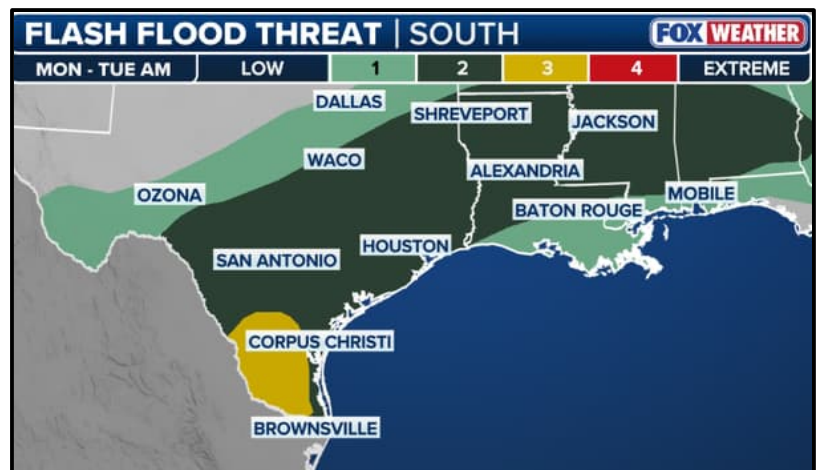 FLASH FLOOD THREAT | SOUTH FOX WEATHER
MON - TUE AM LOW 1 2 3 4 EXTREME
DALLAS
SHREVEPORT
JACKSON
WACO
ALEXANDRIA
OZONA
MOBILE
BATON ROUGE
HOUSTON
SAN ANTONIO
CORPUS CHRISTI
BROWNSVILLE